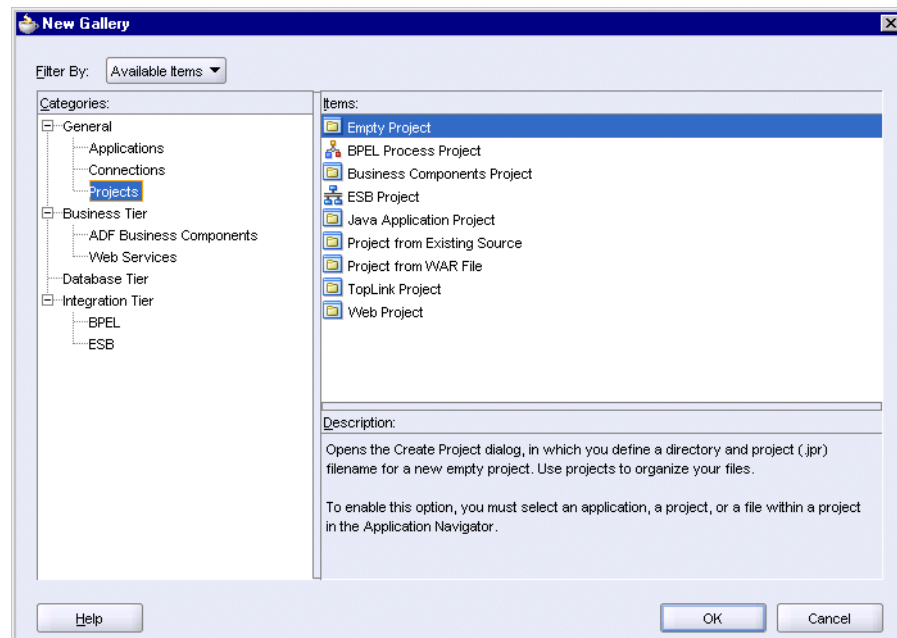 New Gallery
Filter By: Available Items
Categories:
General
Applications
Connections
Projects
Business Tier
ADF Business Components
Web Services
Database Tier
Integration Tier
BPEL
ESB
Items:
Empty Project
BPEL Process Project
Business Components Project
ESB Project
Java Application Project
Project from Existing Source
Project from WAR File
TopLink Project
Web Project
Description:
Opens the Create Project dialog, in which you define a directory and project (.jpr)
filename for a new empty project. Use projects to organize your files.
To enable this option, you must select an application, a project, or a file within a project
in the Application Navigator.
Help
OK
Cancel